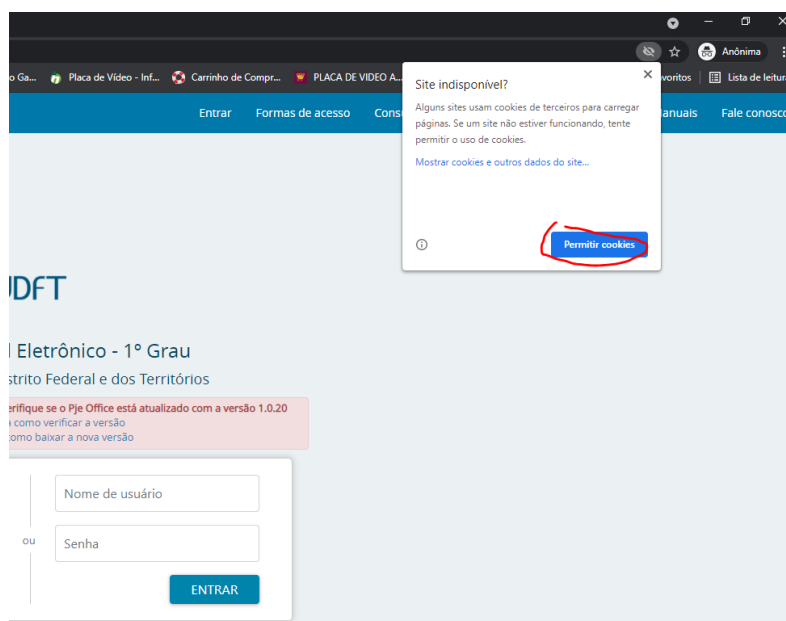 Anônima
o Ga... Placa de Vídeo - Inf... Carrinho de Compr... PLACA DE VIDEO A... voritos Lista de leitura
Entrar Formas de acesso Cons anuais Fale conosco
Site indisponível?
Alguns sites usam cookies de terceiros para carregar
páginas. Se um site não estiver funcionando, tente
permitir o uso de cookies.
Mostrar cookies e outros dados do site...
Permitir cookies
JDFT
l Eletrônico - 1º Grau
strito Federal e dos Territórios
erifique se o Pje Office está atualizado com a versão 1.0.20
a como verificar a versão
como baixar a nova versão
Nome de usuário
ou
Senha
ENTRAR